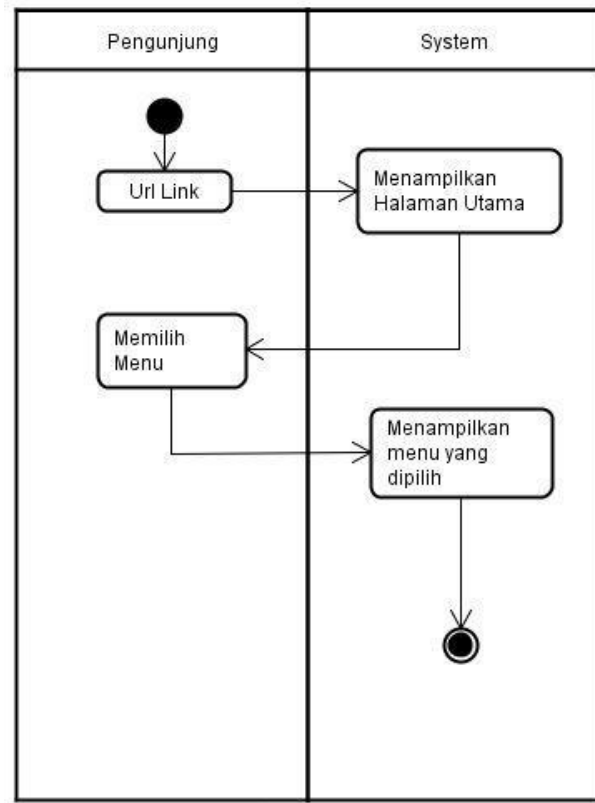 Pengunjung
System
Url Link
Menampilkan
Halaman Utama
Memilih
Menu
Menampilkan
menu yang
dipilih